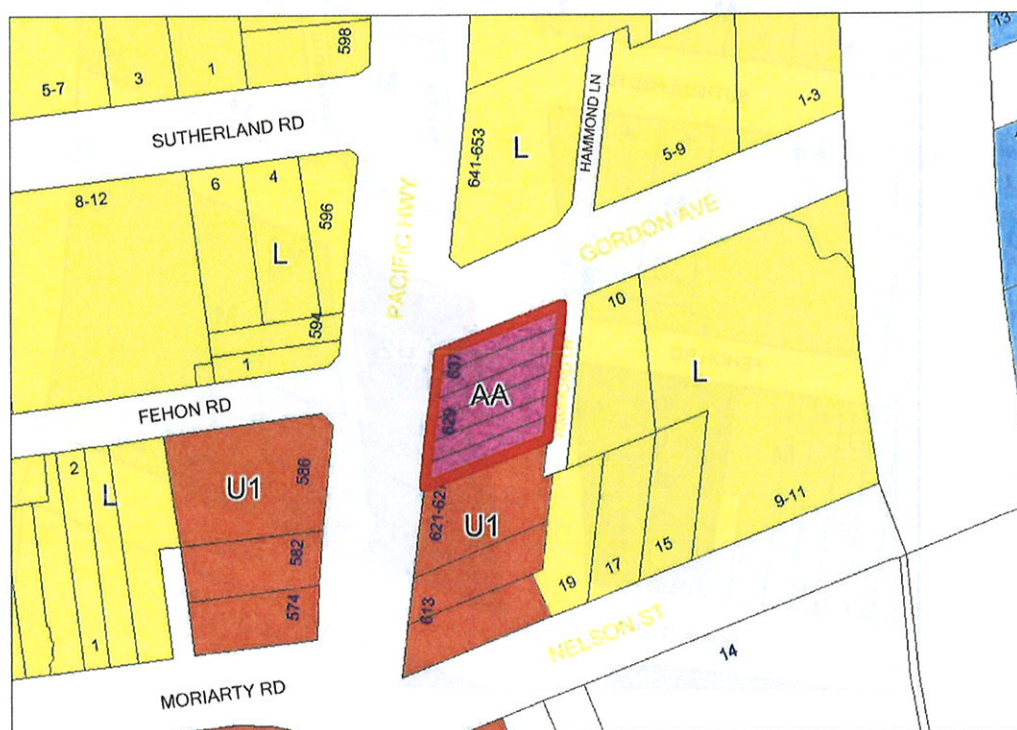 13
598
1
3
5-7
SUTHERLAND RD
641-653
L
HAMMOND LN
5-9
1-3
8-12
6
4
596
L
594
1
PACIFIC HWY
GORDON AVE
10
L
637
AA
629
FEHON RD
2
L
1
U1
586
582
574
621-62
U1
613
19
17
15
9-11
NELSON ST
14
MORIARTY RD